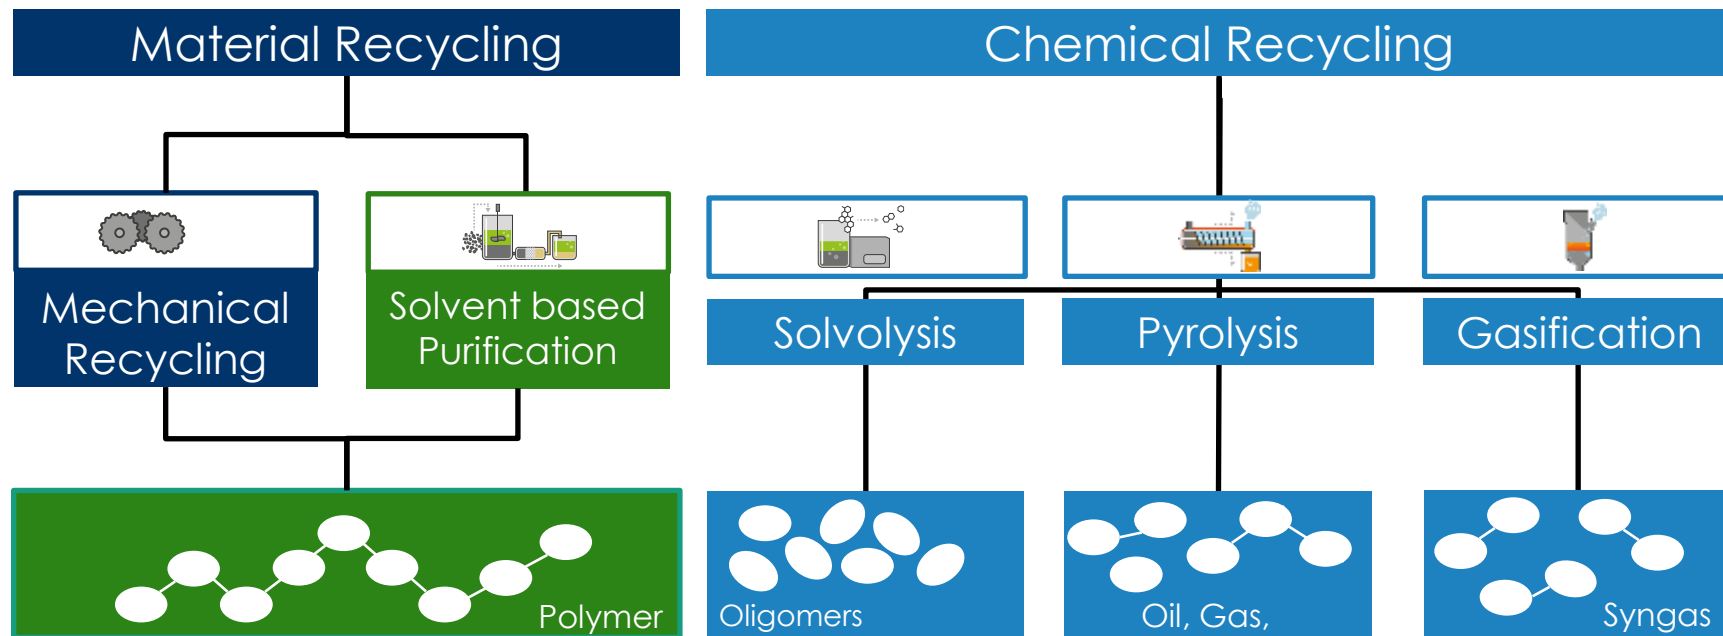 Material Recycling
Chemical Recycling
Mechanical
Recycling
Solvent based
Purification
Solvolysis
Pyrolysis
Gasification
Polymer
Oligomers
Oil, Gas,
Syngas